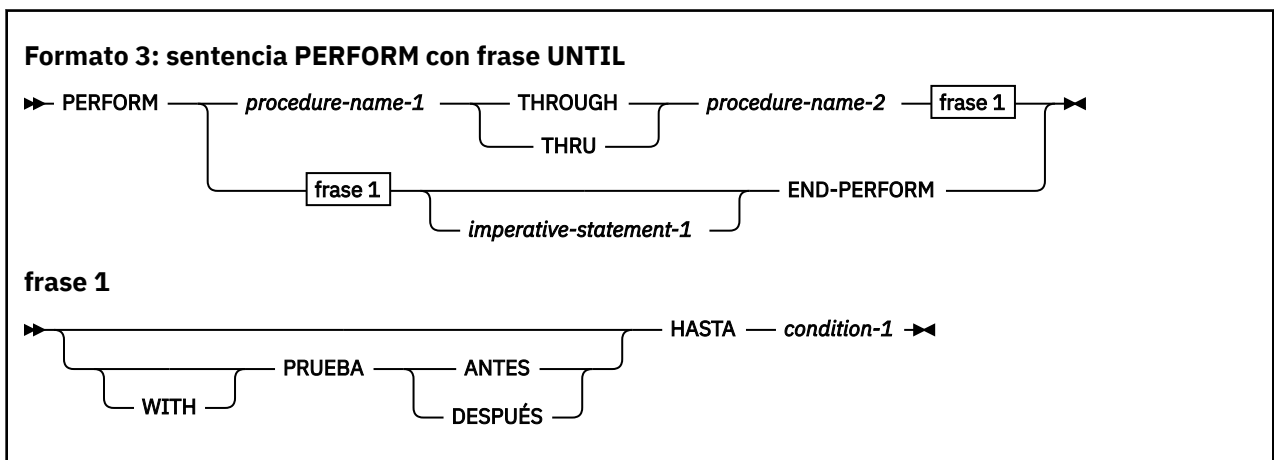 Formato 3: sentencia PERFORM con frase UNTIL
PERFORM procedure-name-1 THROUGH procedure-name-2 frase 1
THRU
frase 1 END-PERFORM
imperative-statement-1
frase 1
HASTA condition-1
PRUEBA ANTES
WITH DESPUÉS